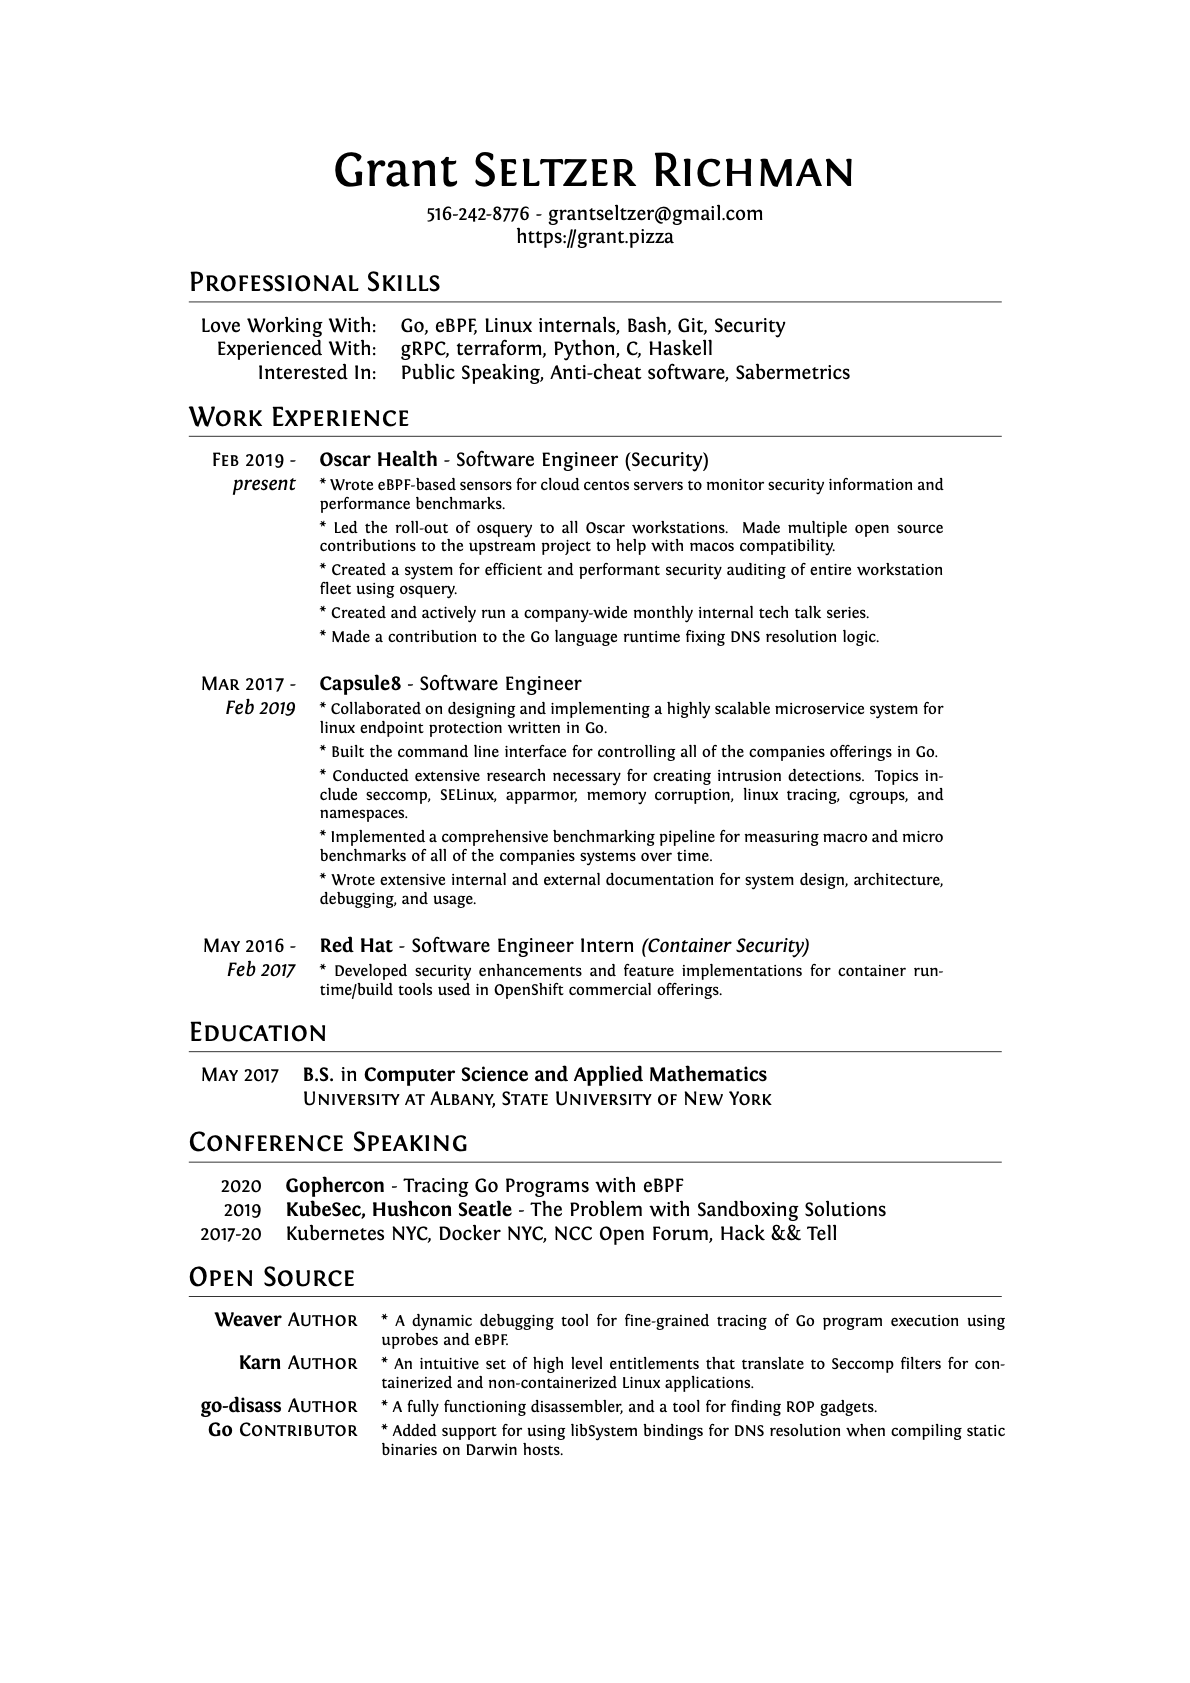 Grant Seltzer Richman
516-242-8776 - grantseltzer@gmail.com
https://grant.pizza
Professional Skills
Love Working With: Go, eBPF, Linux internals, Bash, Git, Security
Experienced With: gRPC, terraform, Python, C, Haskell
Interested In: Public Speaking, Anti-cheat software, Sabermetrics
Work Experience
Feb 2019 - Oscar Health - Software Engineer (Security)
present * Wrote eBPF-based sensors for cloud centos servers to monitor security information and
performance benchmarks.
* Led the roll-out of osquery to all Oscar workstations. Made multiple open source
contributions to the upstream project to help with macos compatibility.
* Created a system for efficient and performant security auditing of entire workstation
fleet using osquery.
* Created and actively run a company-wide monthly internal tech talk series.
* Made a contribution to the Go language runtime fixing DNS resolution logic.
Mar 2017 - Capsule8 - Software Engineer
Feb 2019 * Collaborated on designing and implementing a highly scalable microservice system for
linux endpoint protection written in Go.
* Built the command line interface for controlling all of the companies offerings in Go.
* Conducted extensive research necessary for creating intrusion detections. Topics in-
clude seccomp, SELinux, apparmor, memory corruption, linux tracing, cgroups, and
namespaces.
* Implemented a comprehensive benchmarking pipeline for measuring macro and micro
benchmarks of all of the companies systems over time.
* Wrote extensive internal and external documentation for system design, architecture,
debugging, and usage.
May 2016 - Red Hat - Software Engineer Intern (Container Security)
Feb 2017 * Developed security enhancements and feature implementations for container run-
time/build tools used in OpenShift commercial offerings.
Education
May 2017 B.S. in Computer Science and Applied Mathematics
University at Albany, State University of New York
Conference Speaking
2020 Gophercon - Tracing Go Programs with eBPF
2019 KubeSec, Hushcon Seatle - The Problem with Sandboxing Solutions
2017-20 Kubernetes NYC, Docker NYC, NCC Open Forum, Hack && Tell
Open Source
Weaver Author * A dynamic debugging tool for fine-grained tracing of Go program execution using
uprobes and eBPF.
Karn Author * An intuitive set of high level entitlements that translate to Seccomp filters for con-
tainerized and non-containerized Linux applications.
go-disass Author * A fully functioning disassembler, and a tool for finding ROP gadgets.
Go Contributor * Added support for using libSystem bindings for DNS resolution when compiling static
binaries on Darwin hosts.